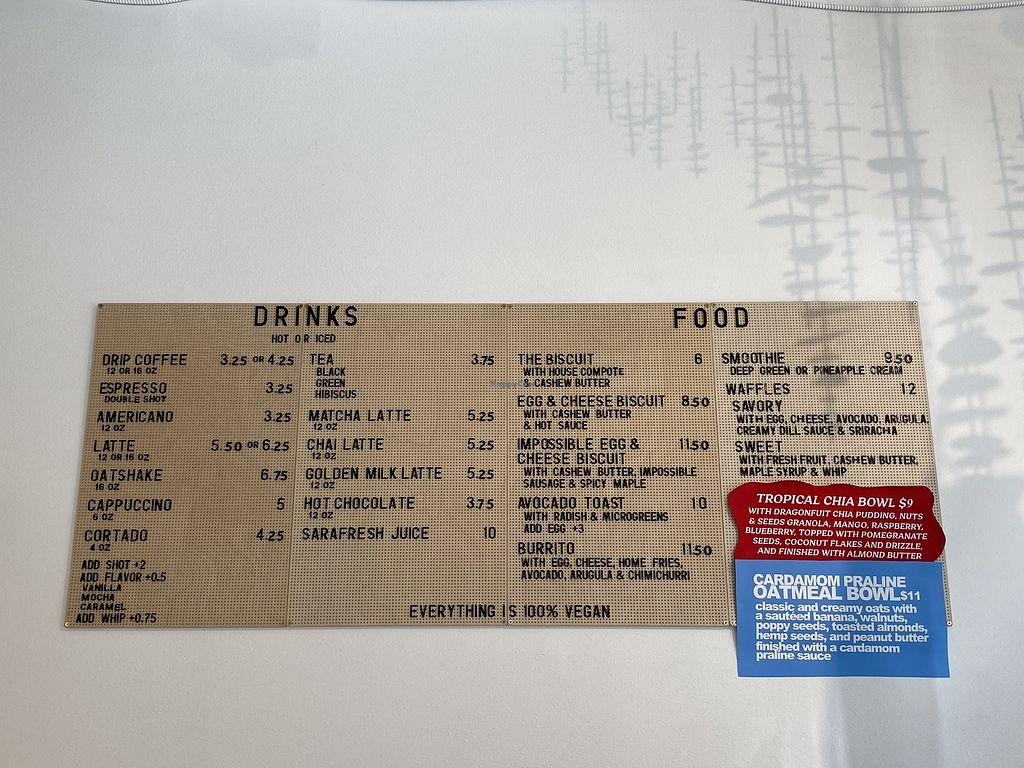 DRINKS
HOT OR ICED
DRIP COFFEE 3.25 OR 4.25
12 OR 16 OZ
ESPRESSO 3.25
DOUBLE SHOT
AMERICANO 3.25
12 OZ
LATTE 5.50 OR 6.25
12 OR 16 OZ
OATSHAKE 6.75
16 OZ
CAPPUCCINO 5
6 OZ
CORTADO 4.25
4 OZ
ADD SHOT +2
ADD FLAVOR +0.5
VANILLA
MOCHA
CARAMEL
ADD WHIP +0.75
TEA 3.75
BLACK
GREEN
HIBISCUS
MATCHA LATTE 5.25
12 OZ
CHAI LATTE 5.25
12 OZ
GOLDEN MILK LATTE 5.25
12 OZ
HOT CHOCOLATE 3.75
12 OZ
SARAFRESH JUICE 10
FOOD
THE BISCUIT 6
WITH HOUSE COMPOTE
& CASHEW BUTTER
EGG & CHEESE BISCUIT 8.50
WITH CASHEW BUTTER
& HOT SAUCE
IMPOSSIBLE EGG & 11.50
CHEESE BISCUIT
WITH CASHEW BUTTER, IMPOSSIBLE
SAUSAGE & SPICY MAPLE
AVOCADO TOAST 10
WITH RADISH & MICROGREENS
ADD EGG +3
BURRITO 11.50
WITH EGG, CHEESE, HOME FRIES,
AVOCADO, ARUGULA & CHIMICHURRI
SMOOTHIE 9.50
DEEP GREEN OR PINEAPPLE CREAM
WAFFLES 12
SAVORY
WITH EGG, CHEESE, AVOCADO, ARUGULA,
CREAMY DILL SAUCE & SRIRACHA
SWEET
WITH FRESH FRUIT, CASHEW BUTTER,
MAPLE SYRUP & WHIP
TROPICAL CHIA BOWL $9
WITH DRAGONFUIT CHIA PUDDING, NUTS
& SEEDS GRANOLA, MANGO, RASPBERRY,
BLUEBERRY, TOPPED WITH POMEGRANATE
SEEDS, COCONUT FLAKES AND DRIZZLE,
AND FINISHED WITH ALMOND BUTTER
CARDAMOM PRALINE
OATMEAL BOWL $11
classic and creamy oats with
a sautéed banana, walnuts,
poppy seeds, toasted almonds,
hemp seeds, and peanut butter
finished with a cardamom
praline sauce
EVERYTHING IS 100% VEGAN